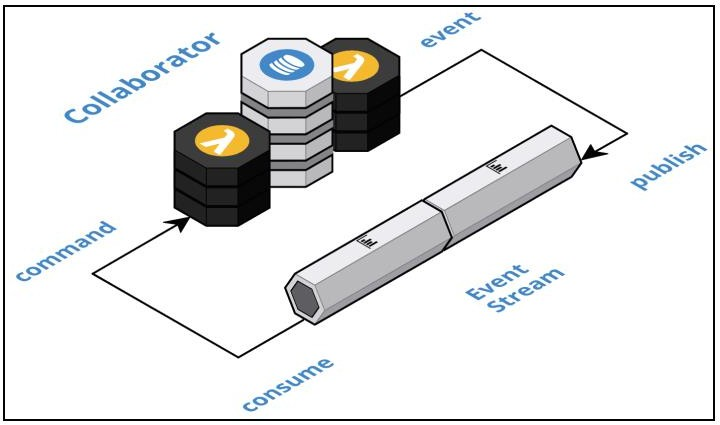 Collaborator
event
publish
command
Event
Stream
consume